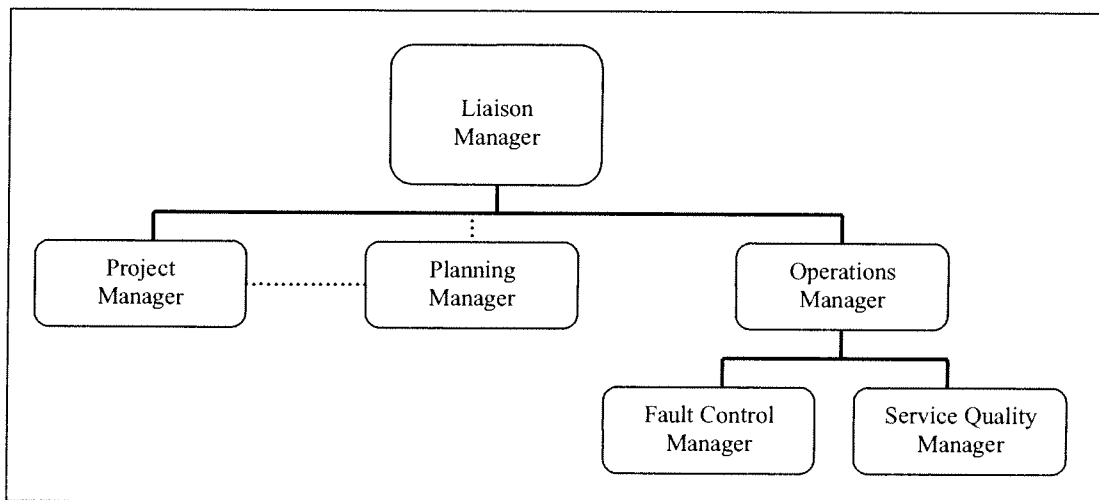 Liaison
Manager
Project
Manager
Planning
Manager
Operations
Manager
Fault Control
Manager
Service Quality
Manager